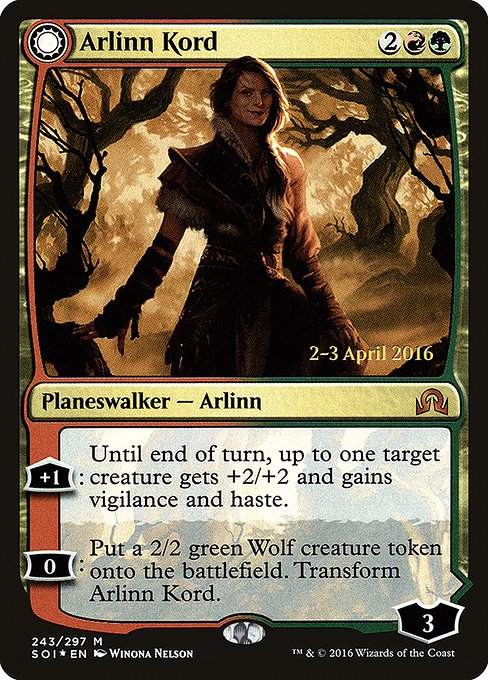 Arlinn Kord 2
2–3 April 2016
Planeswalker — Arlinn
+1 : Until end of turn, up to one target
creature gets +2/+2 and gains
vigilance and haste.
0 : Put a 2/2 green Wolf creature token
onto the battlefield. Transform
Arlinn Kord.
3
243/297 M
SOI ★ EN Winona Nelson
™ & © 2016 Wizards of the Coast